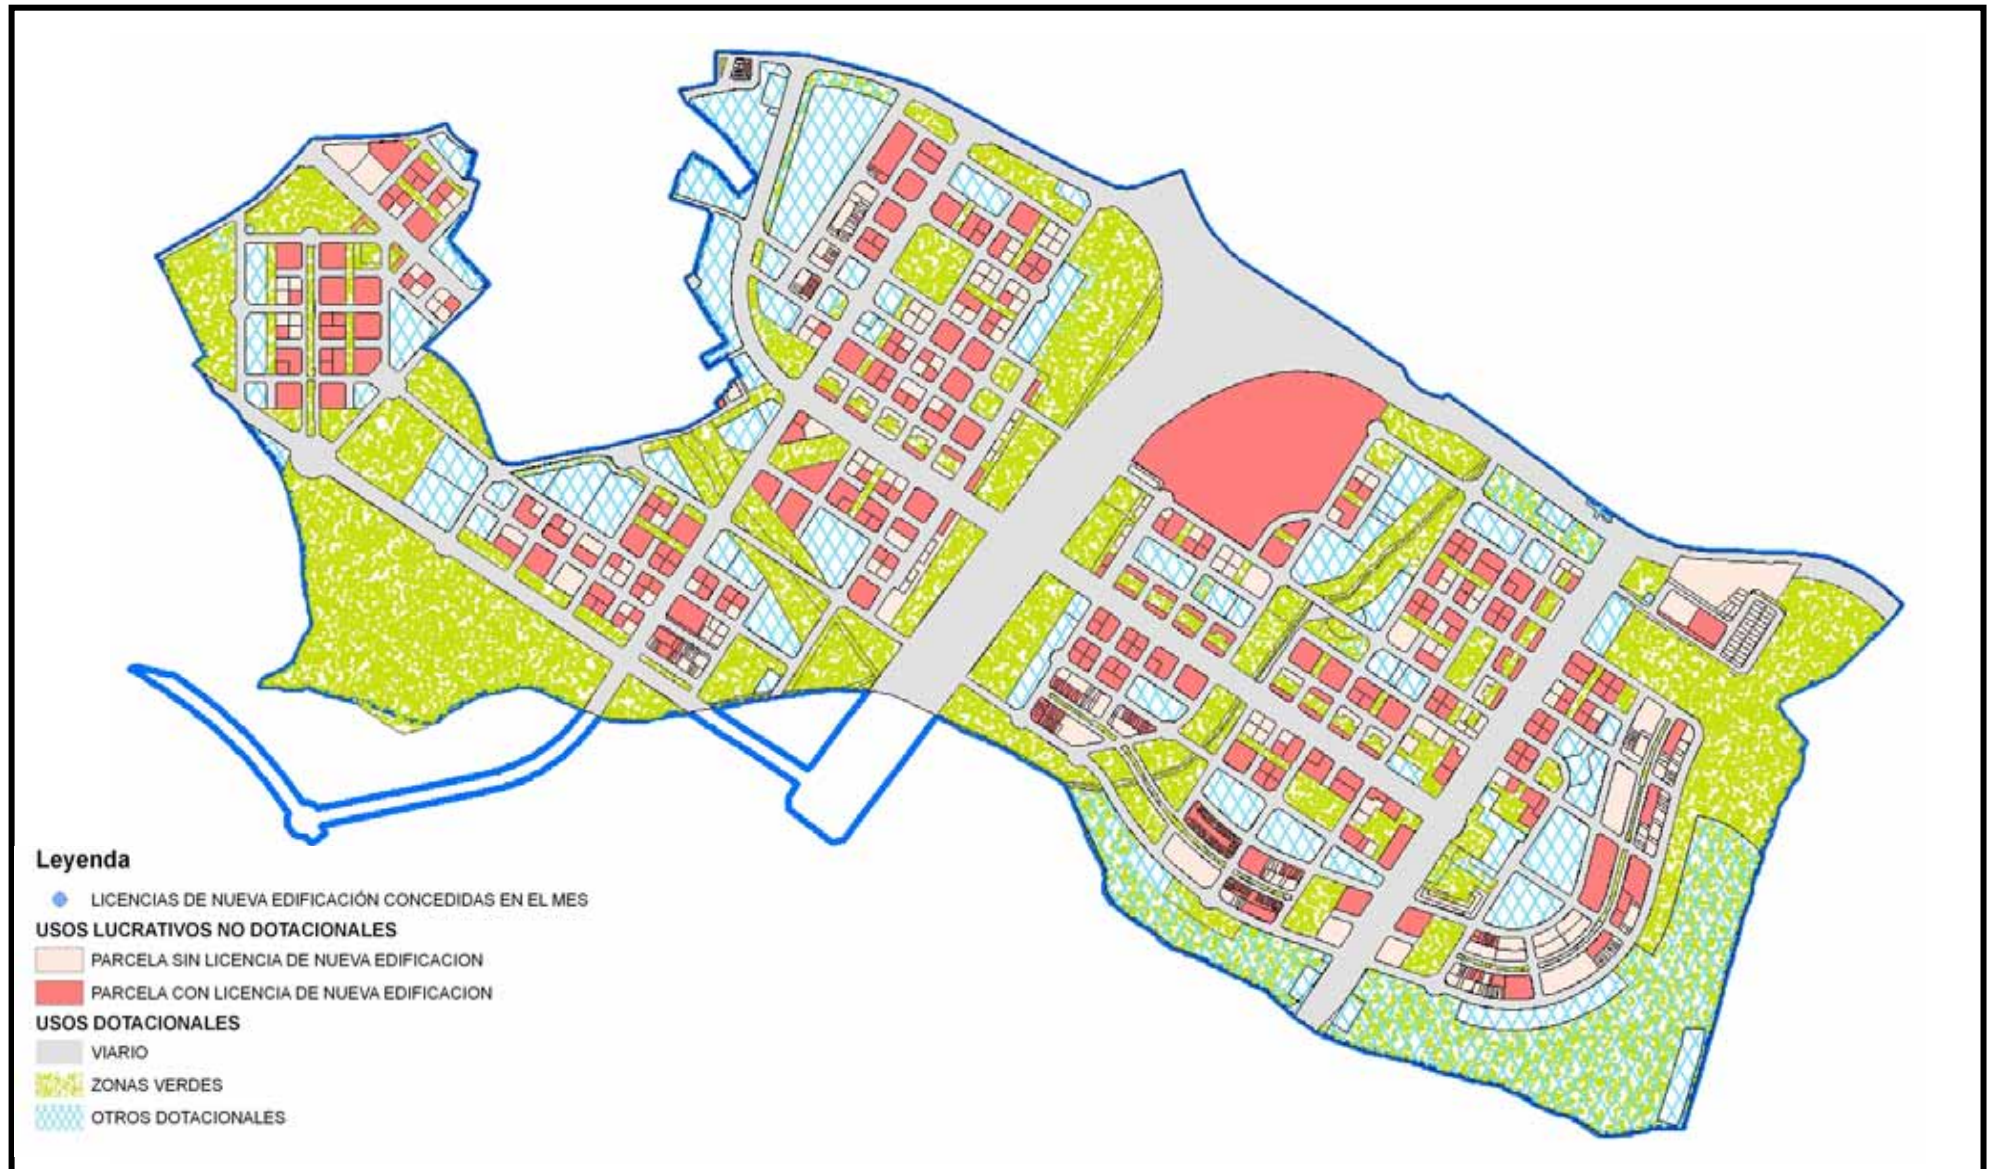 Leyenda
LICENCIAS DE NUEVA EDIFICACIÓN CONCEDIDAS EN EL MES
USOS LUCRATIVOS NO DOTACIONALES
PARCELA SIN LICENCIA DE NUEVA EDIFICACION
PARCELA CON LICENCIA DE NUEVA EDIFICACION
USOS DOTACIONALES
VIARIO
ZONAS VERDES
OTROS DOTACIONALES